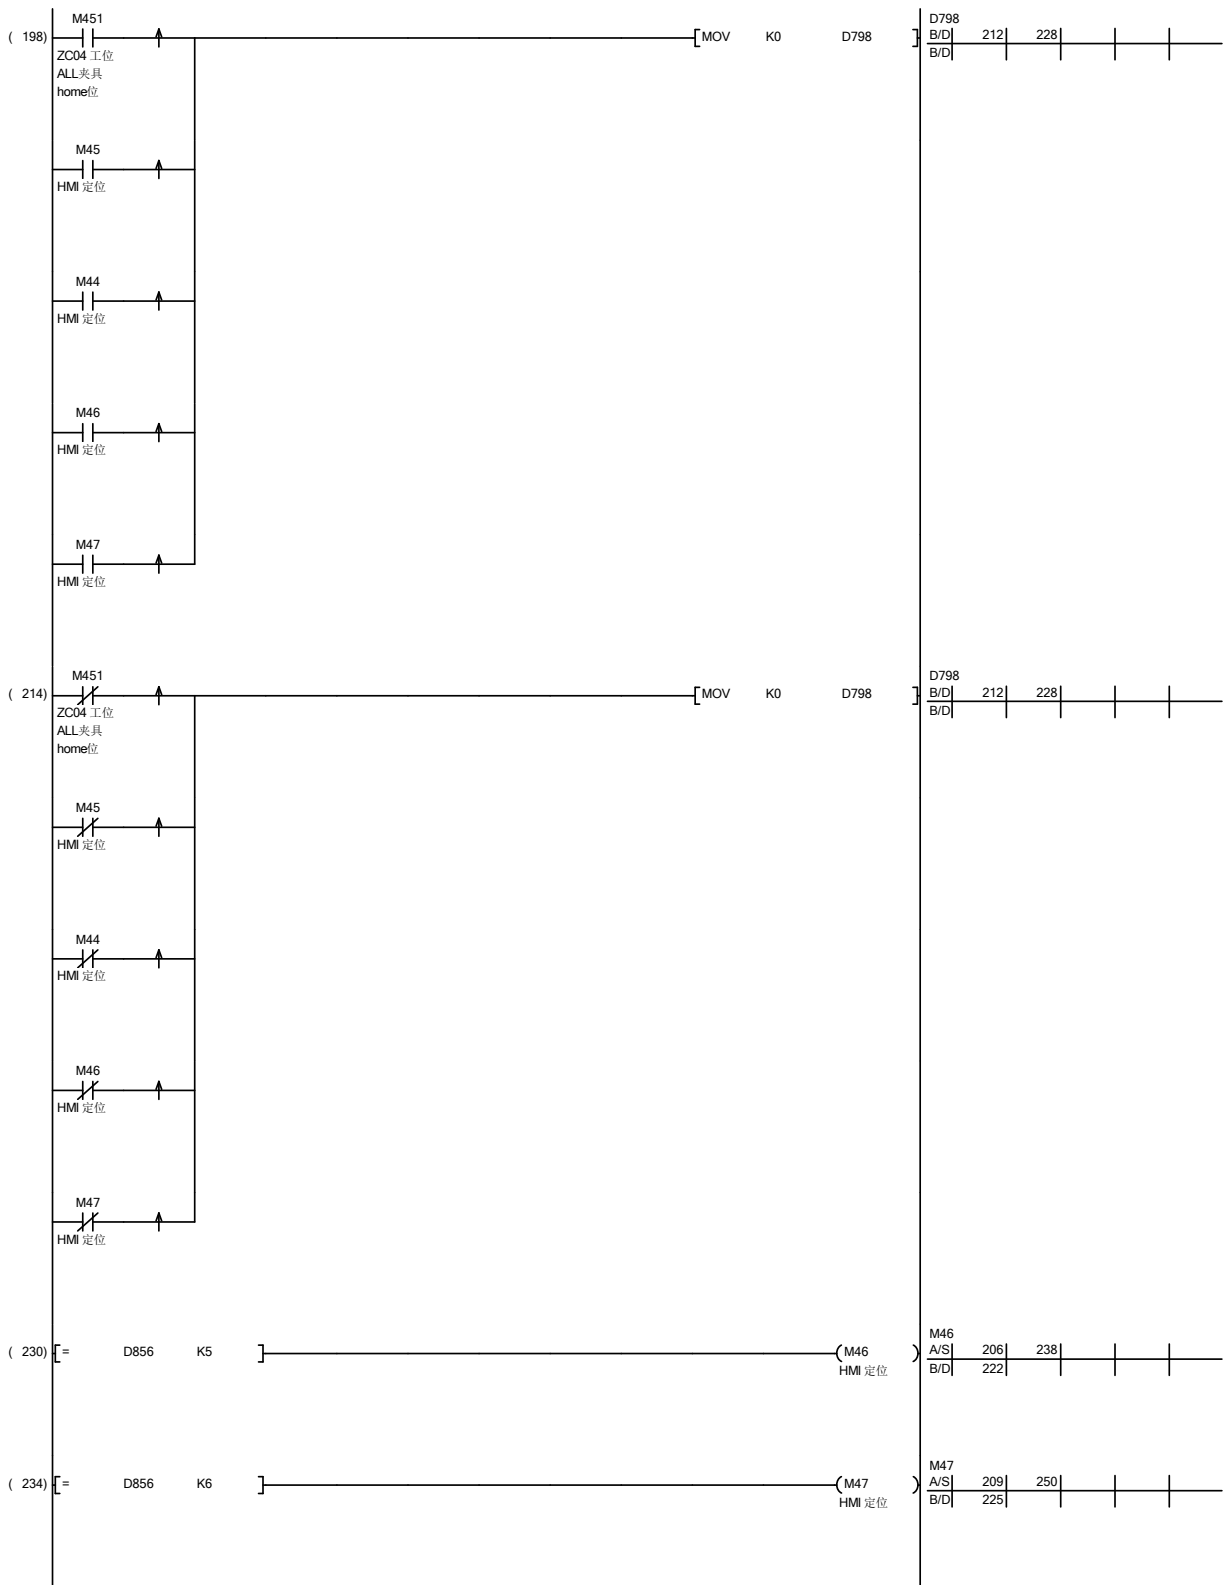 M451
( 198) MOV K0 D798
ZC04 工位
ALL夹具
home位
D798
B/D 212 228
B/D
M45
HMI 定位
M44
HMI 定位
M46
HMI 定位
M47
HMI 定位
M451
( 214) MOV K0 D798
ZC04 工位
ALL夹具
home位
D798
B/D 212 228
B/D
M45
HMI 定位
M44
HMI 定位
M46
HMI 定位
M47
HMI 定位
( 230) [= D856 K5 ] (M46 )
HMI 定位
M46
A/S 206 238
B/D 222
( 234) [= D856 K6 ] (M47 )
HMI 定位
M47
A/S 209 250
B/D 225